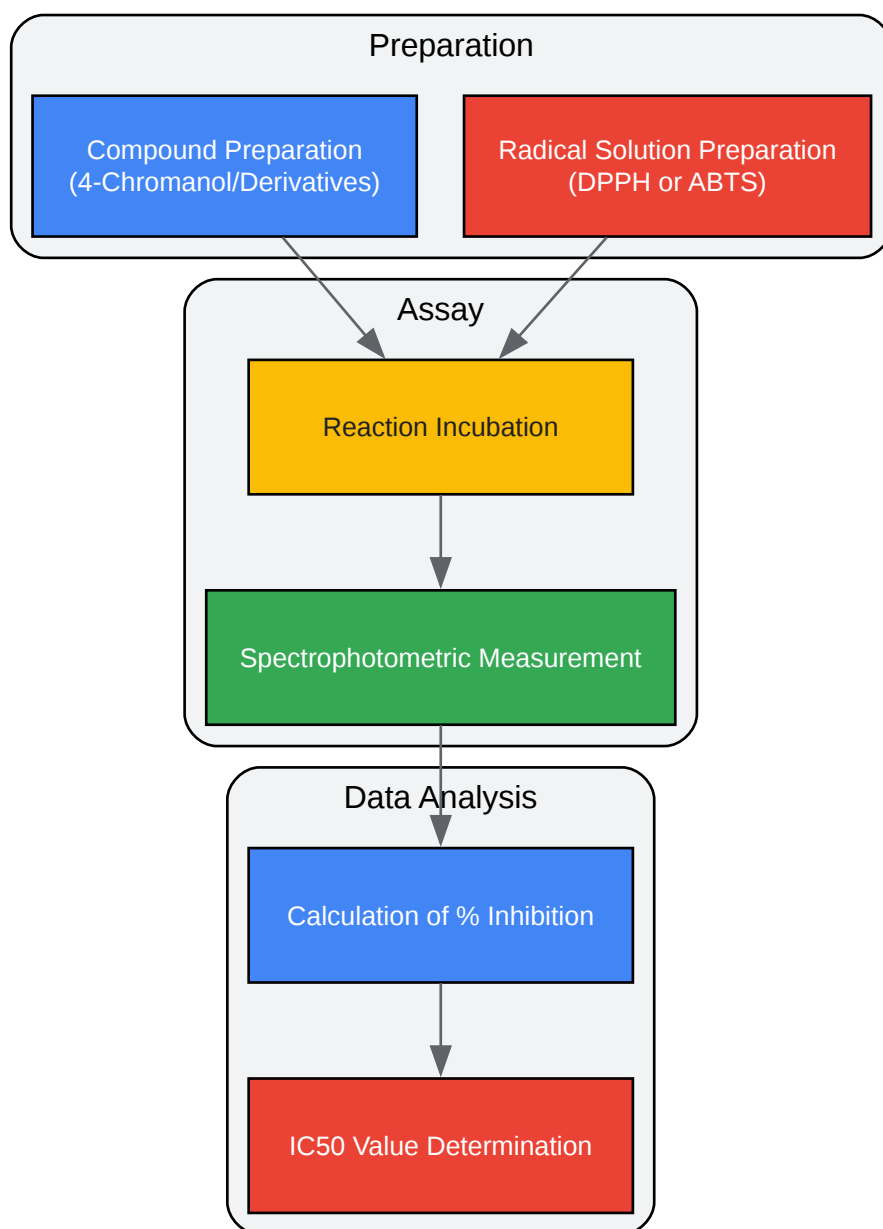 Preparation
Compound Preparation
(4-Chromanol/Derivatives)
Radical Solution Preparation
(DPPH or ABTS)
Assay
Reaction Incubation
Spectrophotometric Measurement
Data Analysis
Calculation of % Inhibition
IC50 Value Determination